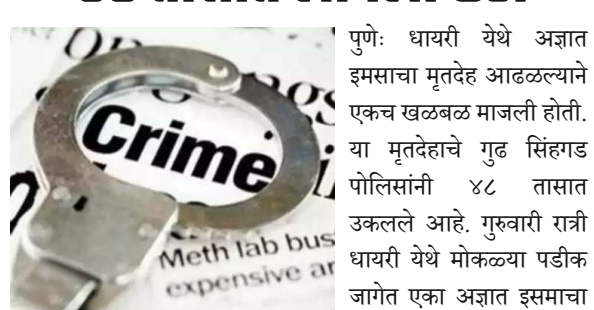 पुणेः धायरी येथे अज्ञात
इमसाचा मृतदेह आढळल्याने
एकच खळबळ माजली होती.
या मृतदेहाचे गुढ सिंहगड
पोलिसांनी ४८ तासात
उकलले आहे. गुरुवारी रात्री
धायरी येथे मोकळ्या पडीक
जागेत एका अज्ञात इसमाचा
Crime
Meth lab bus
expensive ar